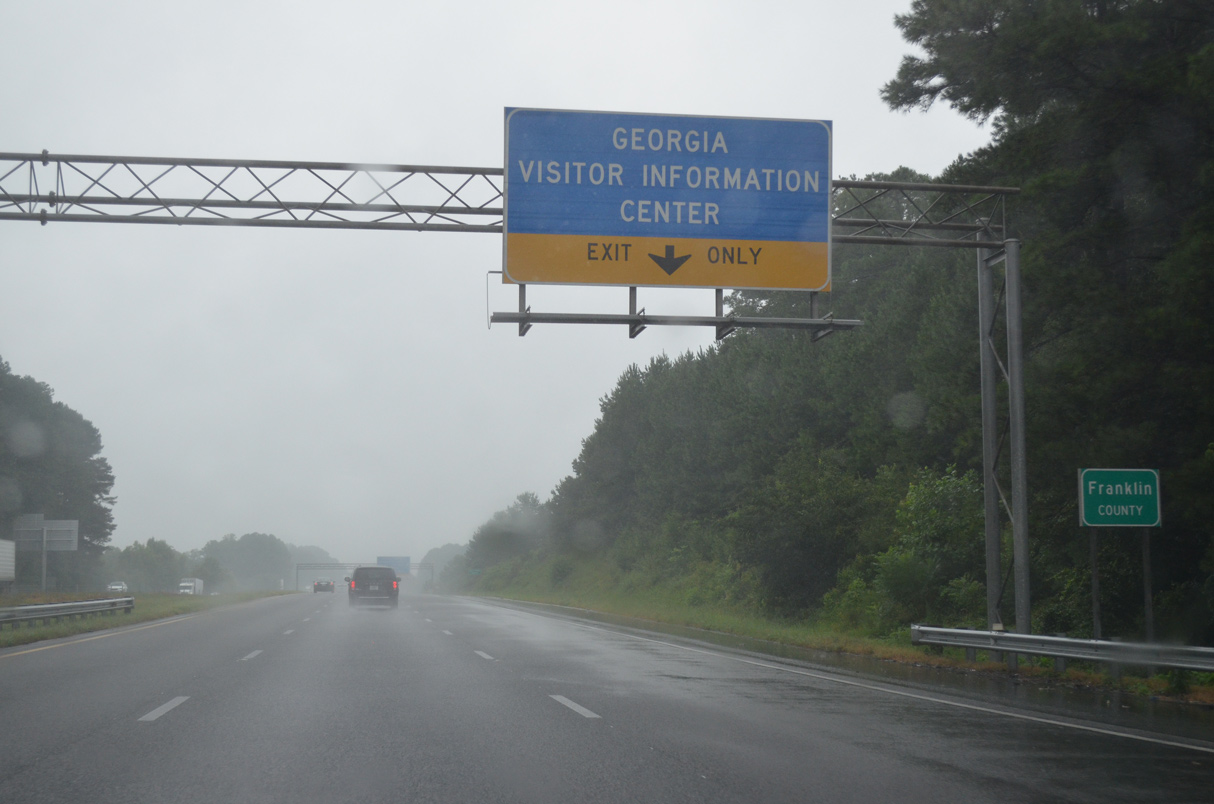 GEORGIA
VISITOR INFORMATION
CENTER
EXIT ONLY
Franklin
COUNTY